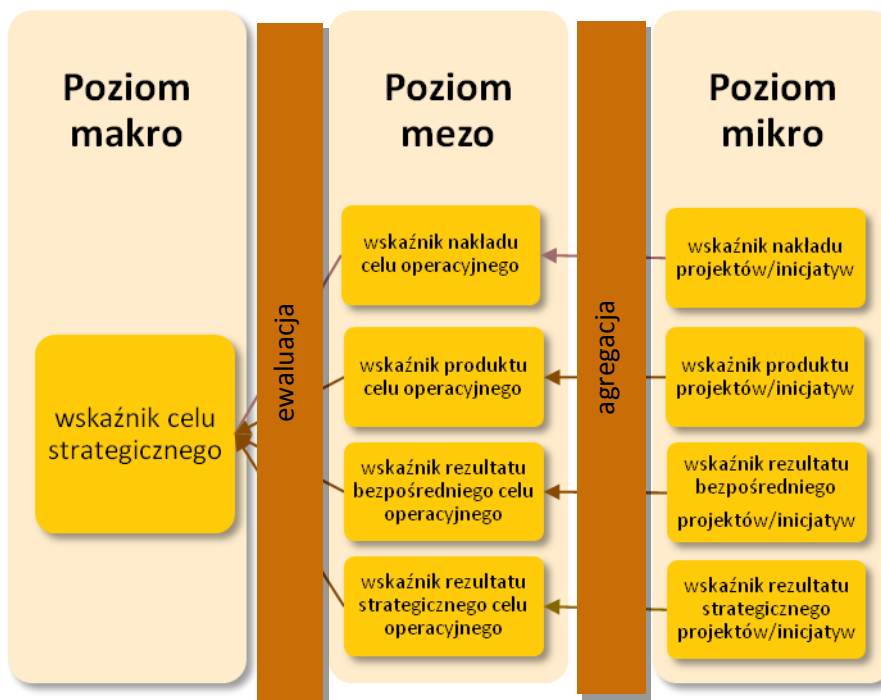 Poziom
makro
wskaźnik celu
strategicznego
ewaluacja
Poziom
mezo
wskaźnik nakładu
celu operacyjnego
wskaźnik produktu
celu operacyjnego
wskaźnik rezultatu
bezpośredniego celu
operacyjnego
wskaźnik rezultatu
strategicznego celu
operacyjnego
agregacja
Poziom
mikro
wskaźnik nakładu
projektów/inicjatyw
wskaźnik produktu
projektów/inicjatyw
wskaźnik rezultatu
bezpośredniego
projektów/inicjatyw
wskaźnik rezultatu
strategicznego
projektów/inicjatyw